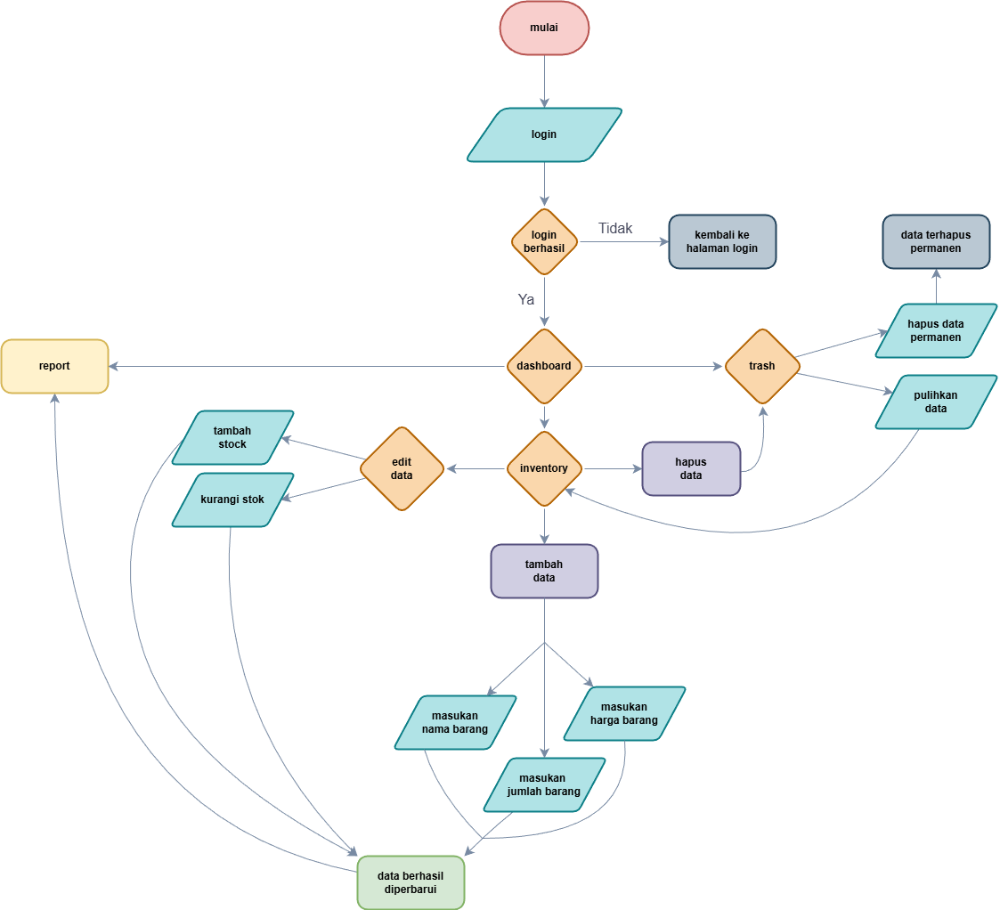 mulai
login
login
berhasil
Tidak
kembali ke
halaman login
data terhapus
permanen
Ya
report
dashboard
trash
hapus data
permanen
pulihkan
data
tambah
stock
edit
data
inventory
hapus
data
kurangi stok
tambah
data
masukan
nama barang
masukan
harga barang
masukan
jumlah barang
data berhasil
diperbarui